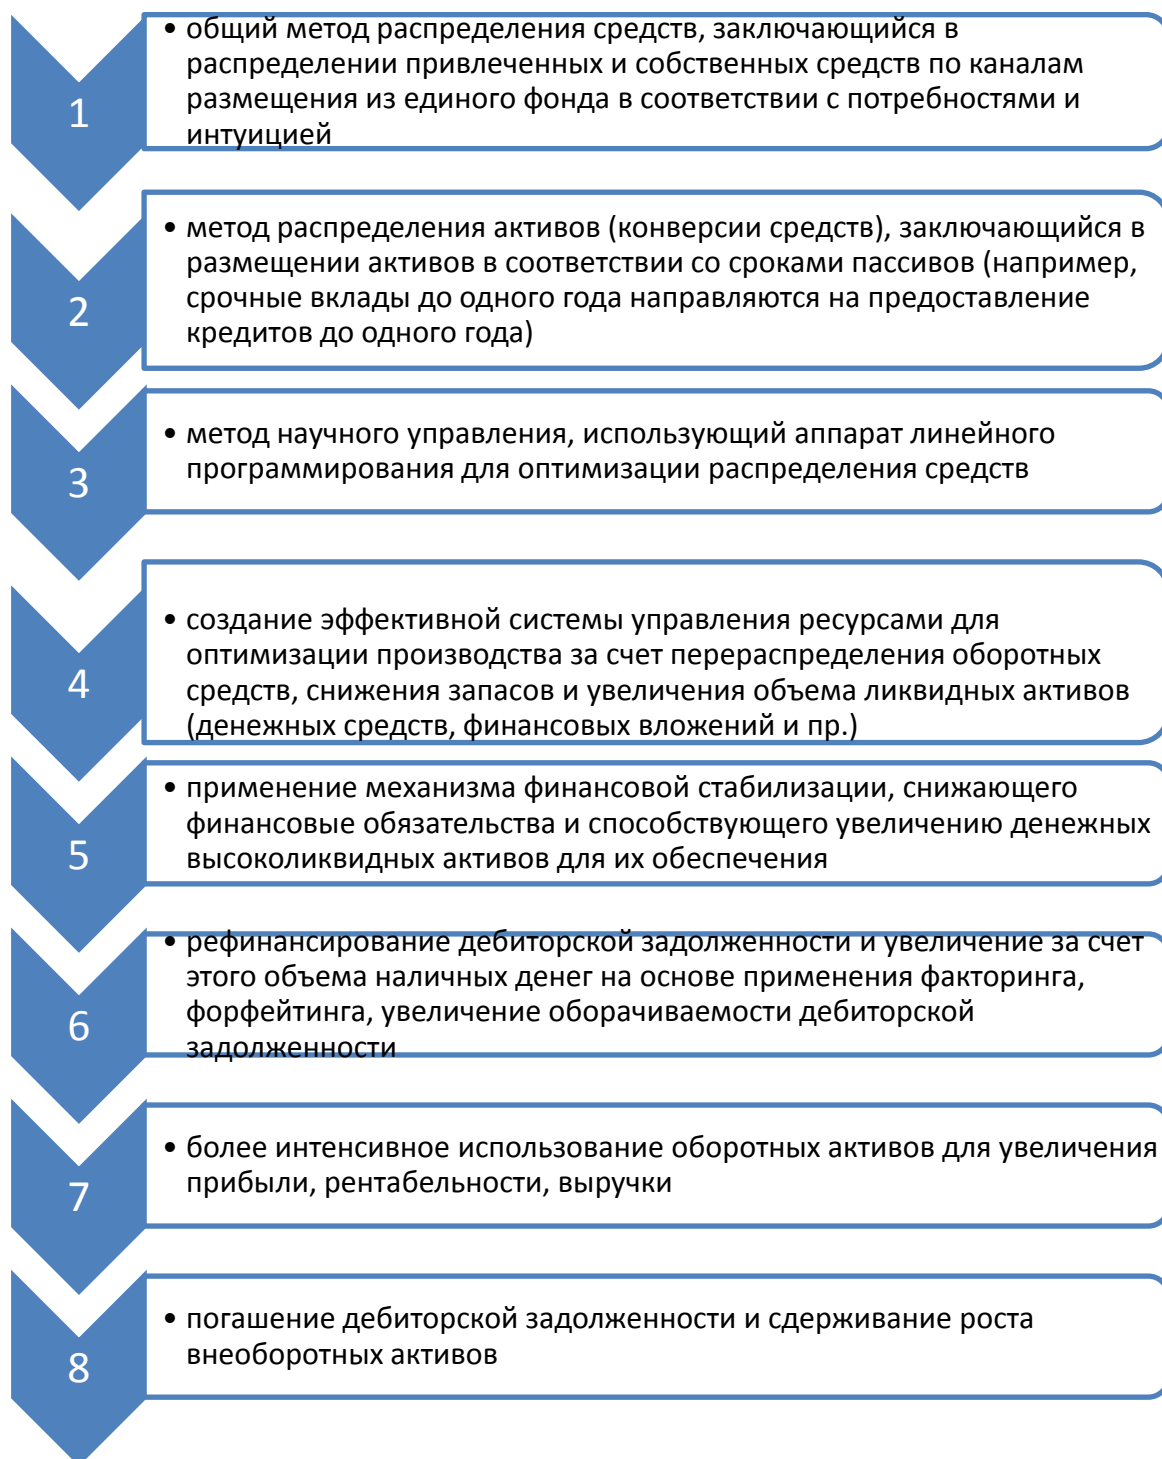 1
• общий метод распределения средств, заключающийся в
распределении привлеченных и собственных средств по каналам
размещения из единого фонда в соответствии с потребностями и
интуицией
2
• метод распределения активов (конверсии средств), заключающийся в
размещении активов в соответствии со сроками пассивов (например,
срочные вклады до одного года направляются на предоставление
кредитов до одного года)
3
• метод научного управления, использующий аппарат линейного
программирования для оптимизации распределения средств
4
• создание эффективной системы управления ресурсами для
оптимизации производства за счет перераспределения оборотных
средств, снижения запасов и увеличения объема ликвидных активов
(денежных средств, финансовых вложений и пр.)
5
• применение механизма финансовой стабилизации, снижающего
финансовые обязательства и способствующего увеличению денежных
высоколиквидных активов для их обеспечения
6
• рефинансирование дебиторской задолженности и увеличение за счет
этого объема наличных денег на основе применения факторинга,
форфейтинга, увеличение оборачиваемости дебиторской
задолженности
7
• более интенсивное использование оборотных активов для увеличения
прибыли, рентабельности, выручки
8
• погашение дебиторской задолженности и сдерживание роста
внеоборотных активов